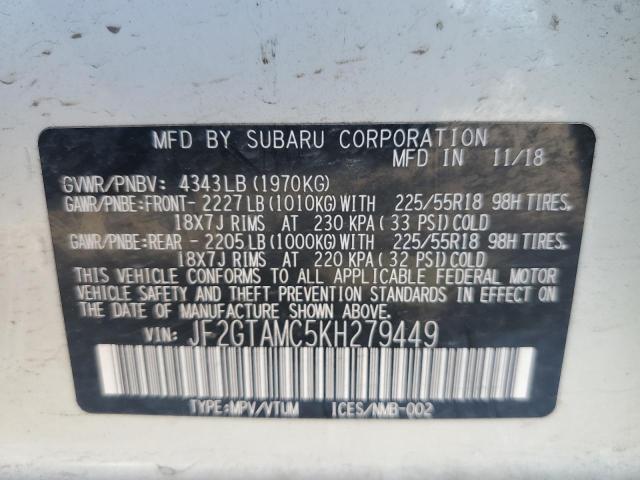 MFD BY SUBARU CORPORATION
MFD IN 11/18
GVWR/PNBV: 4343LB (1970KG)
GAWR/PNBE:FRONT- 2227LB (1010KG)WITH 225/55R18 98H TIRES.
18X7J RIMS AT 230 KPA (33 PSI)COLD
GAWR/PNBE:REAR - 2205LB (1000KG)WITH 225/55R18 98H TIRES.
18X7J RIMS AT 220 KPA (32 PSI)COLD
THIS VEHICLE CONFORMS TO ALL APPLICABLE FEDERAL MOTOR
VEHICLE SAFETY AND THEFT PREVENTION STANDARDS IN EFFECT ON
THE DATE OF MANUFACTURE SHOWN ABOVE.
VIN: JF2GTAMC5KH279449
TYPE:MPV/VTUM ICES/NMB-002